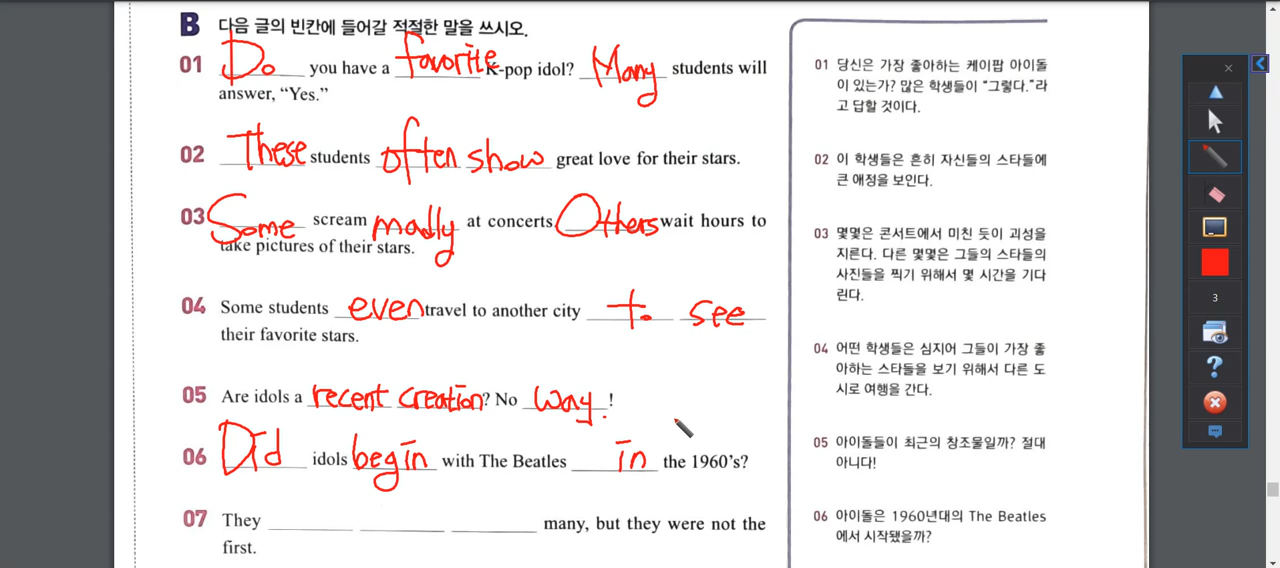 B 다음 글의 빈칸에 들어갈 적절한 말을 쓰시오.
01 Do you have a favorite K-pop idol? Many students will
answer, “Yes.”
02 These students often show great love for their stars.
03 Some scream madly at concerts Others wait hours to
take pictures of their stars.
04 Some students even travel to another city to see
their favorite stars.
05 Are idols a recent creation? No way!
06 Did idols begin with The Beatles in the 1960’s?
07 They ________ ________ ________ many, but they were not the
first.
01 당신은 가장 좋아하는 케이팝 아이돌
이 있는가? 많은 학생들이 “그렇다.”라
고 답할 것이다.
02 이 학생들은 흔히 자신들의 스타들에
큰 애정을 보인다.
03 몇몇은 콘서트에서 미친 듯이 괴성을
지른다. 다른 몇몇은 그들의 스타들의
사진들을 찍기 위해서 몇 시간을 기다
린다.
04 어떤 학생들은 심지어 그들이 가장 좋
아하는 스타들을 보기 위해서 다른 도
시로 여행을 간다.
05 아이돌들이 최근의 창조물일까? 절대
아니다!
06 아이돌은 1960년대의 The Beatles
에서 시작됐을까?
3